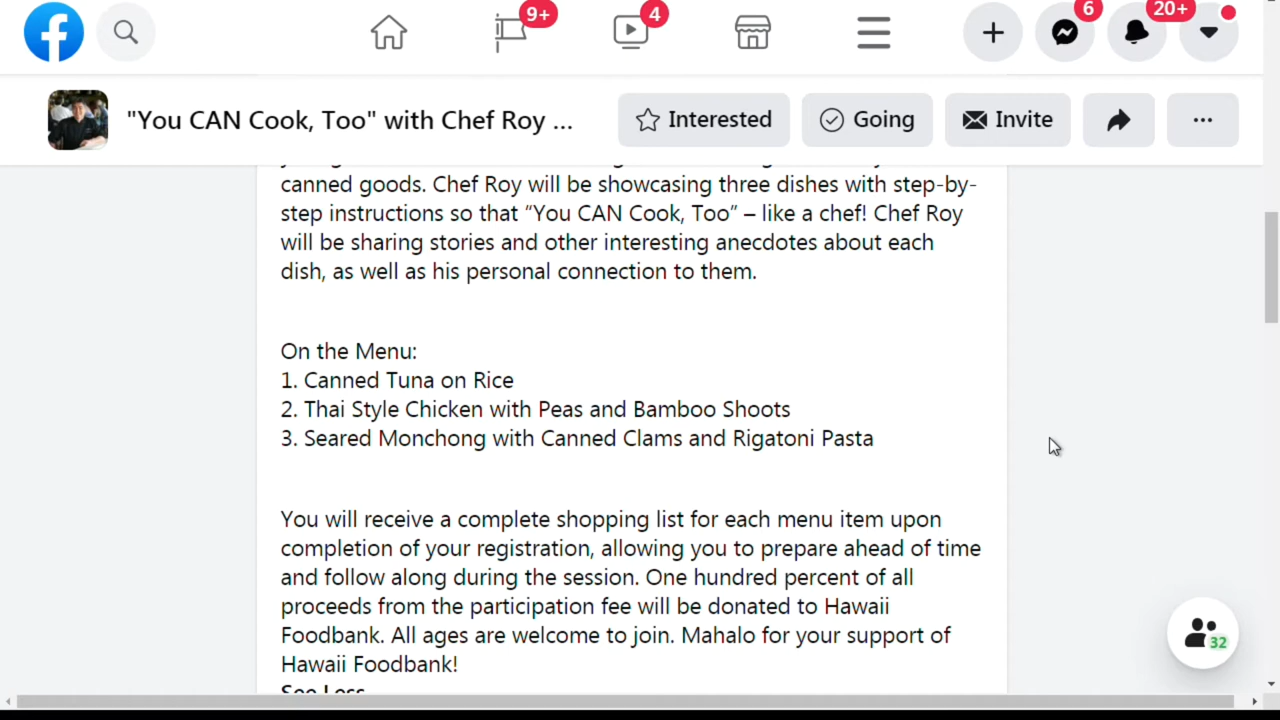 9+
4
6
20+
"You CAN Cook, Too" with Chef Roy ...
Interested
Going
Invite
canned goods. Chef Roy will be showcasing three dishes with step-by-
step instructions so that “You CAN Cook, Too” – like a chef! Chef Roy
will be sharing stories and other interesting anecdotes about each
dish, as well as his personal connection to them.
On the Menu:
1. Canned Tuna on Rice
2. Thai Style Chicken with Peas and Bamboo Shoots
3. Seared Monchong with Canned Clams and Rigatoni Pasta
You will receive a complete shopping list for each menu item upon
completion of your registration, allowing you to prepare ahead of time
and follow along during the session. One hundred percent of all
proceeds from the participation fee will be donated to Hawaii
Foodbank. All ages are welcome to join. Mahalo for your support of
Hawaii Foodbank!
See Less
32